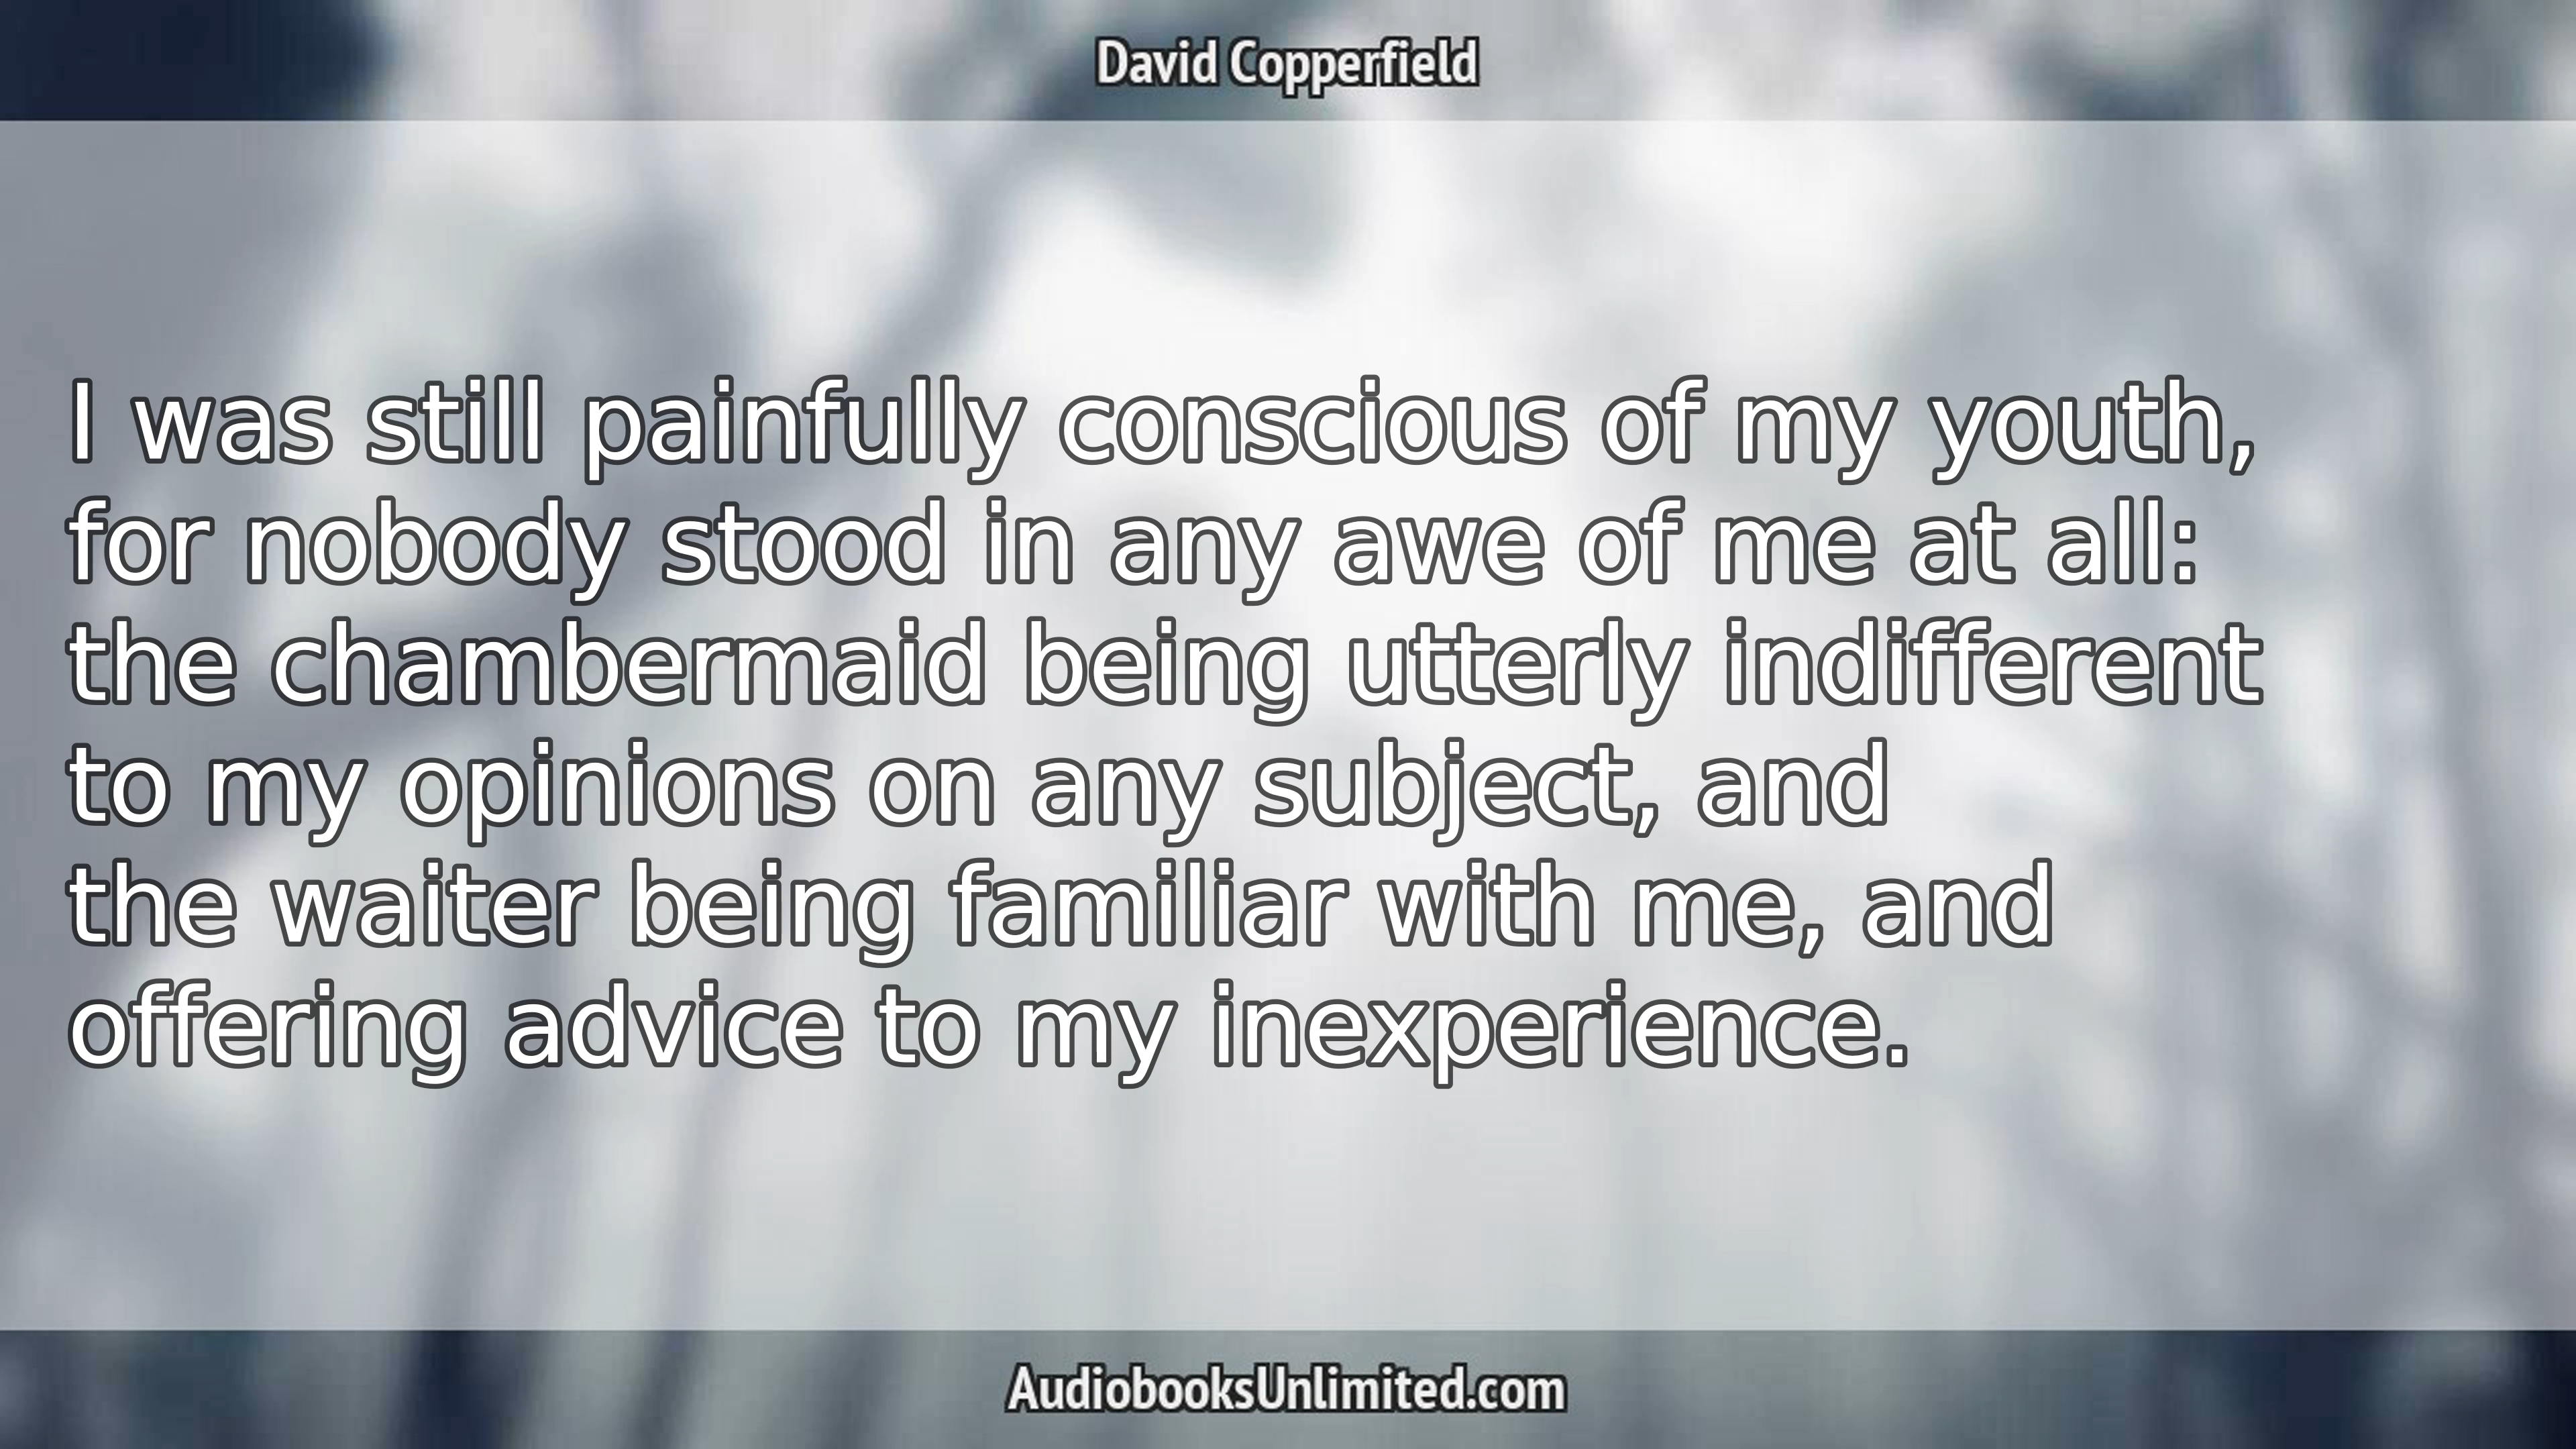 David Copperfield
I was still painfully conscious of my youth,
for nobody stood in any awe of me at all:
the chambermaid being utterly indifferent
to my opinions on any subject, and
the waiter being familiar with me, and
offering advice to my inexperience.
AudiobooksUnlimited.com